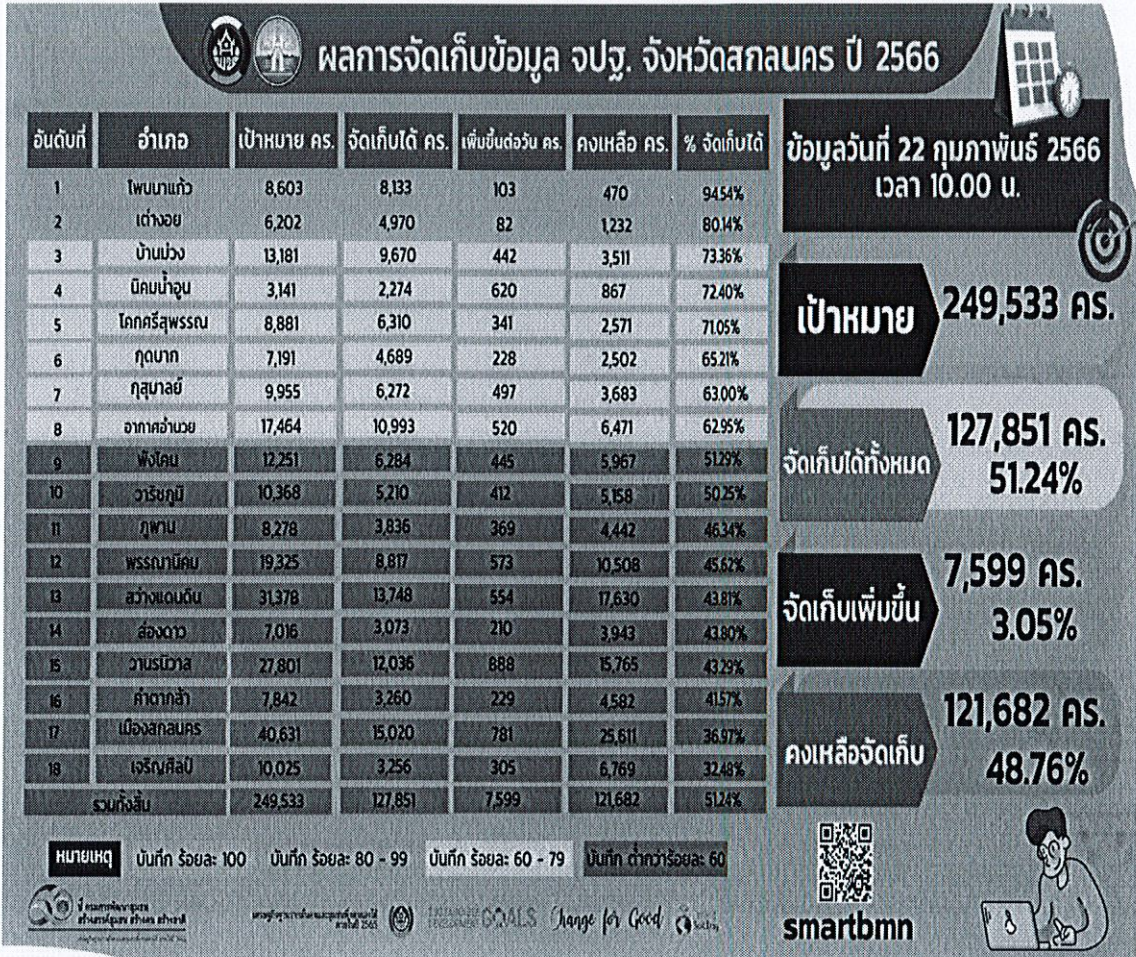 ผลการจัดเก็บข้อมูล จปฐ. จังหวัดสกลนคร ปี 2566
อันดับที่ อำเภอ เป้าหมาย คร. จัดเก็บได้ คร. เพิ่มขึ้นต่อวัน คร. คงเหลือ คร. % จัดเก็บได้
1 โพนนาแก้ว 8,603 8,133 103 470 94.54%
2 เต่างอย 6,202 4,970 82 1,232 80.14%
3 บ้านม่วง 13,181 9,670 442 3,511 73.36%
4 นิคมน้ำอูน 3,141 2,274 620 867 72.40%
5 โคกศรีสุพรรณ 8,881 6,310 341 2,571 71.05%
6 กุดบาก 7,191 4,689 228 2,502 65.21%
7 กุสุมาลย์ 9,955 6,272 497 3,683 63.00%
8 อากาศอำนวย 17,464 10,993 520 6,471 62.95%
9 พังโคน 12,251 6,284 445 5,967 51.29%
10 วาริชภูมิ 10,368 5,210 412 5,158 50.25%
11 ภูพาน 8,278 3,836 369 4,442 46.34%
12 พรรณานิคม 19,325 8,817 573 10,508 45.62%
13 สว่างแดนดิน 31,378 13,748 554 17,630 43.81%
14 ส่องดาว 7,016 3,073 210 3,943 43.80%
15 วานรนิวาส 27,801 12,036 888 15,765 43.29%
16 คำตากล้า 7,842 3,260 229 4,582 41.57%
17 เมืองสกลนคร 40,631 15,020 781 25,611 36.97%
18 เจริญศิลป์ 10,025 3,256 305 6,769 32.48%
รวมทั้งสิ้น 249,533 127,851 7,599 121,682 51.24%
หมายเหตุ บันทึก ร้อยละ 100 บันทึก ร้อยละ 80 - 99 บันทึก ร้อยละ 60 - 79 บันทึก ต่ำกว่าร้อยละ 60
ข้อมูลวันที่ 22 กุมภาพันธ์ 2566
เวลา 10.00 น.
เป้าหมาย 249,533 คร.
จัดเก็บได้ทั้งหมด 127,851 คร.
51.24%
จัดเก็บเพิ่มขึ้น 7,599 คร.
3.05%
คงเหลือจัดเก็บ 121,682 คร.
48.76%
smartbmn
GOALS Change for Good